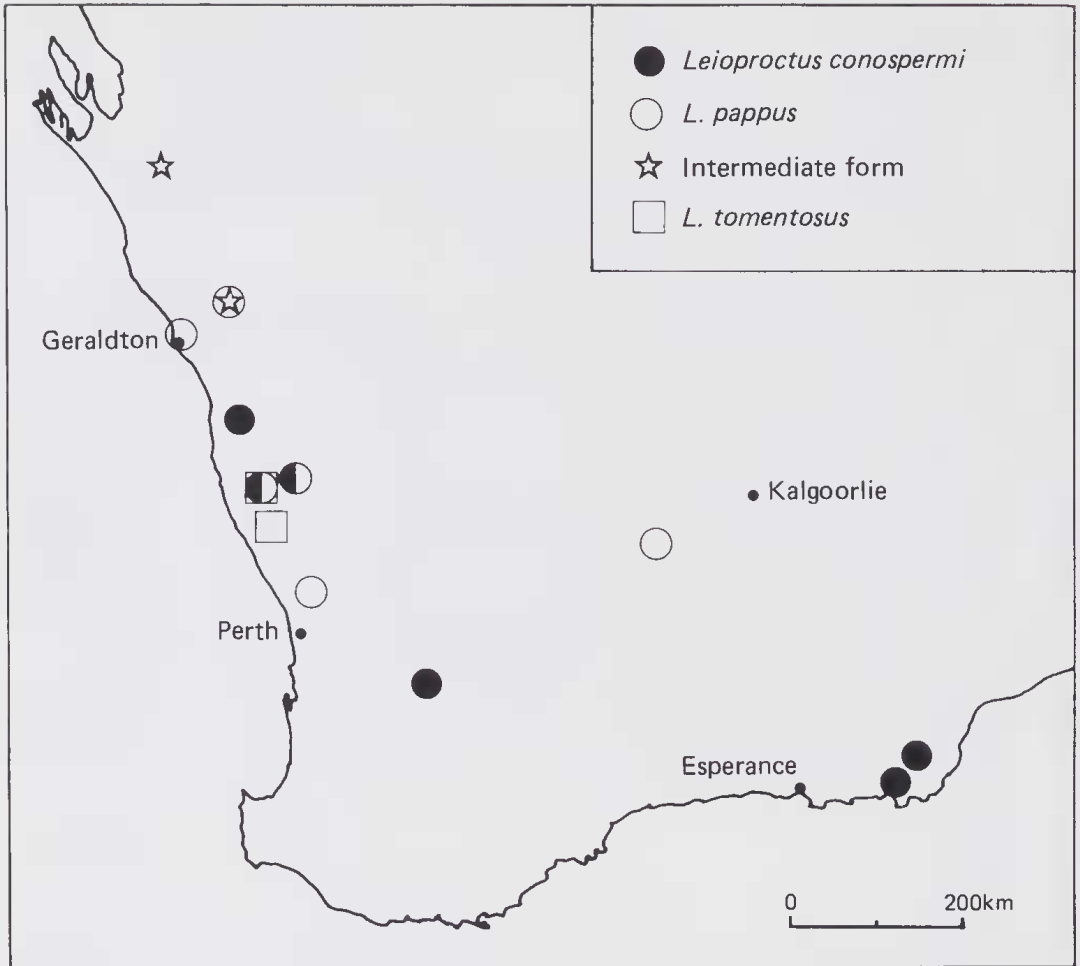 Leioproctus conospermi
L. pappus
Intermediate form
L. tomentosus
Geraldton
Kalgoorlie
Perth
Esperance
0 200km